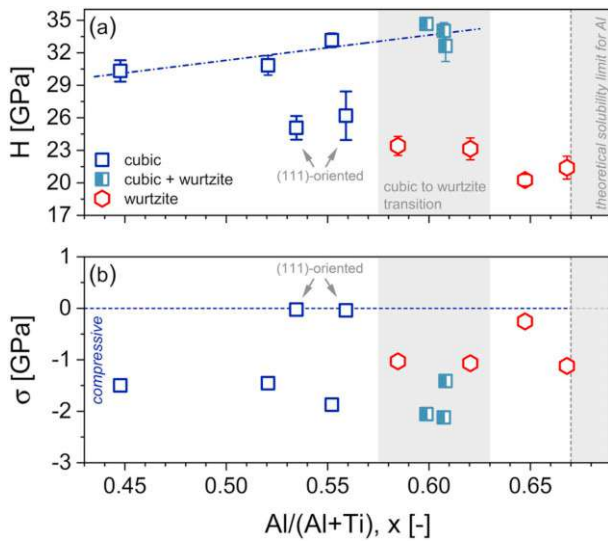 (a)
H [GPa]
35
32
29
26
23
20
17
cubic
cubic + wurtzite
wurtzite
(111)-oriented
cubic to wurtzite
transition
theoretical solubility limit for Al
(b)
σ [GPa]
1
0
-1
-2
-3
compressive
(111)-oriented
0.45
0.50
0.55
0.60
0.65
Al/(Al+Ti), x [-]